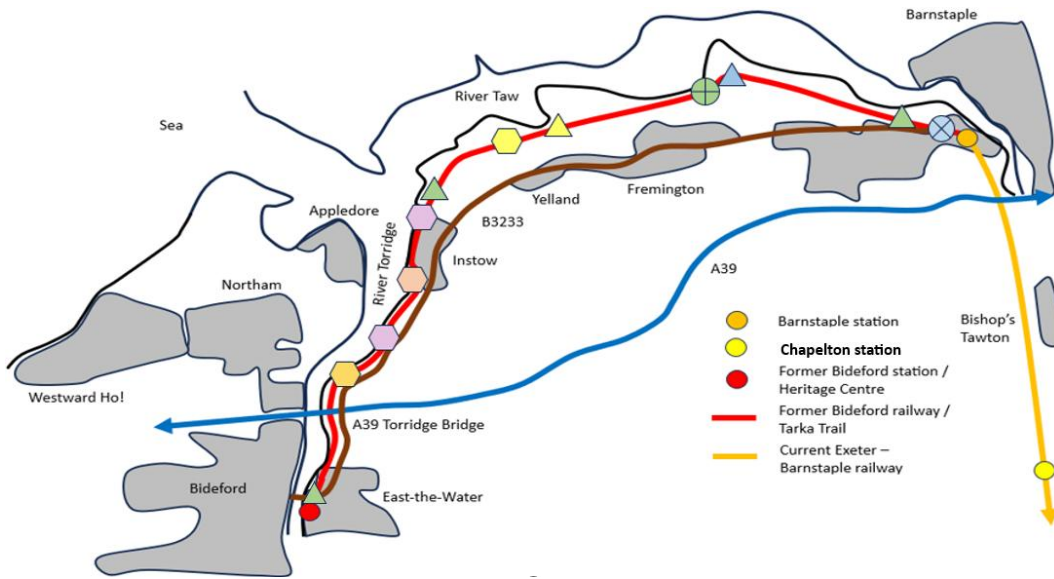 Barnstaple
River Taw
Sea
Yelland
Fremington
Appledore
B3233
River Torridge
Instow
A39
Northam
Barnstaple station
Bishop's
Tawton
Chapelton station
Former Bideford station /
Heritage Centre
Westward Ho!
Former Bideford railway /
Tarka Trail
A39 Torridge Bridge
Current Exeter –
Barnstaple railway
Bideford
East-the-Water